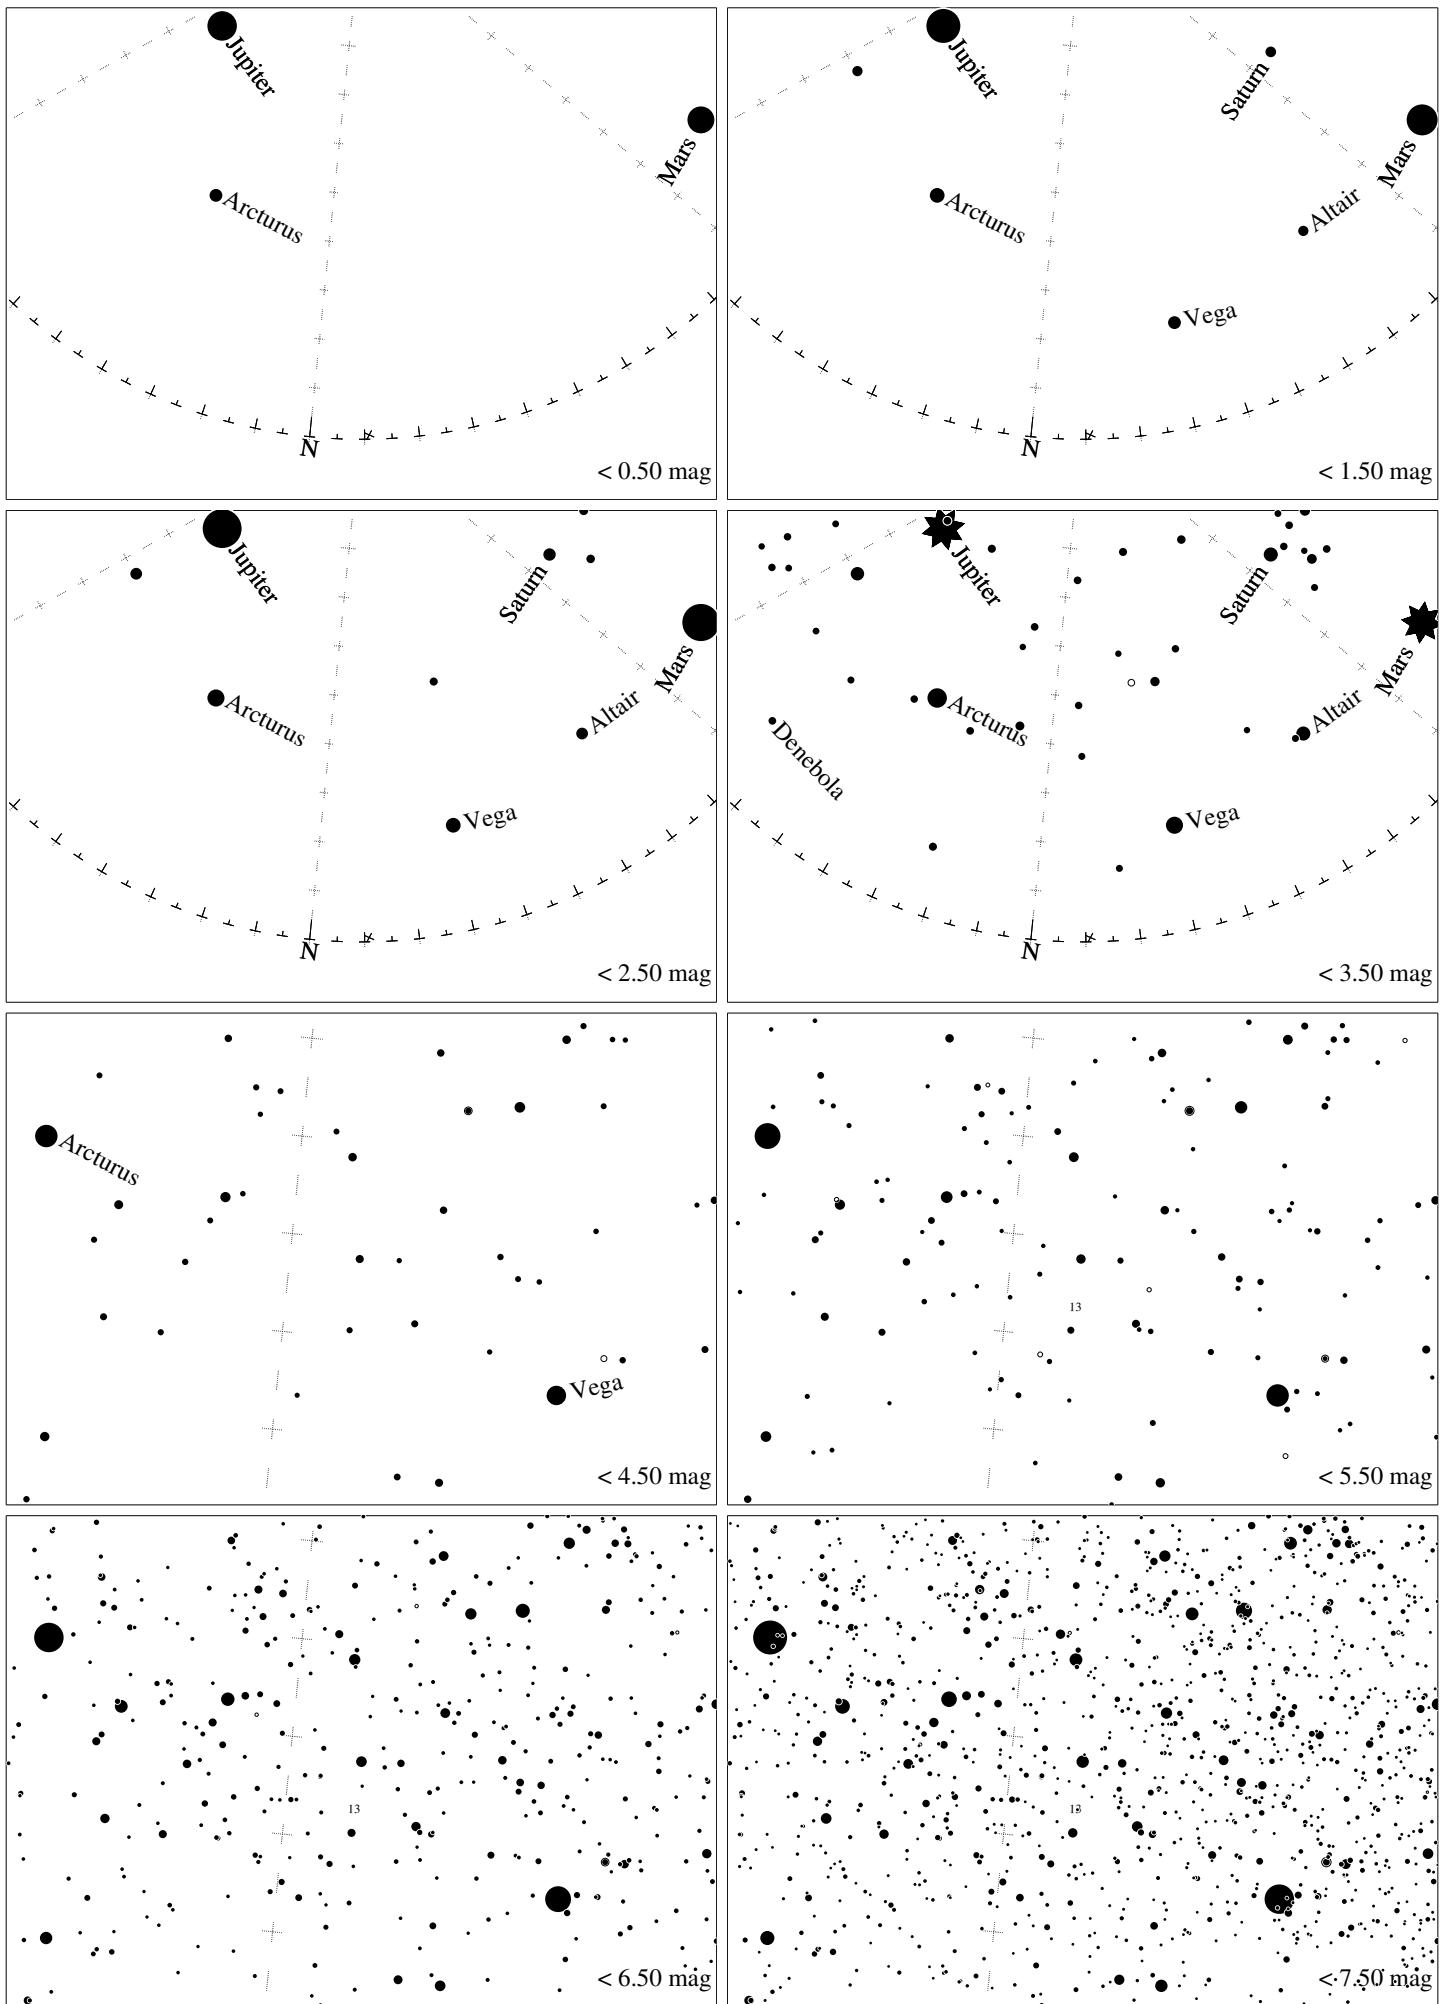 Jupiter
Mars
Arcturus
N
< 0.50 mag
Jupiter
Saturn
Mars
Arcturus
Altair
Vega
N
< 1.50 mag
Jupiter
Saturn
Mars
Arcturus
Altair
Vega
N
< 2.50 mag
Jupiter
Saturn
Mars
Arcturus
Altair
Denebola
Vega
N
< 3.50 mag
Arcturus
Vega
< 4.50 mag
13
< 5.50 mag
13
< 6.50 mag
13
< 7.50 mag